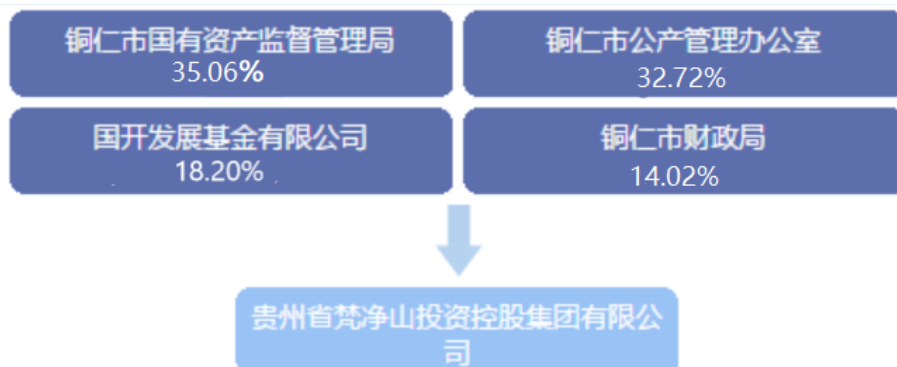 铜仁市国有资产监督管理局
35.06%
铜仁市公产管理办公室
32.72%
国开发展基金有限公司
18.20%
铜仁市财政局
14.02%
贵州省梵净山投资控股集团有限公
司